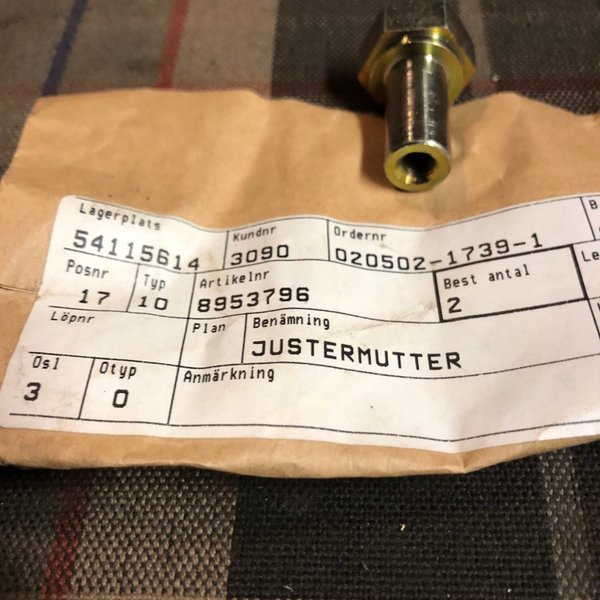 Lagerplats Kundnr Ordernr B
54115614 3090 020502-1739-1
Posnr Typ Artikelnr Best antal Le
17 10 8953796 2
Löpnr Plan Benämning
JUSTERMUTTER
Osl Otyp Anmärkning
3 0